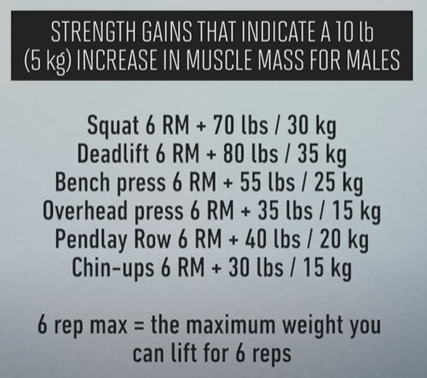 STRENGTH GAINS THAT INDICATE A 10 lb
(5 kg) INCREASE IN MUSCLE MASS FOR MALES
Squat 6 RM + 70 lbs / 30 kg
Deadlift 6 RM + 80 lbs / 35 kg
Bench press 6 RM + 55 lbs / 25 kg
Overhead press 6 RM + 35 lbs / 15 kg
Pendlay Row 6 RM + 40 lbs / 20 kg
Chin-ups 6 RM + 30 lbs / 15 kg
6 rep max = the maximum weight you
can lift for 6 reps